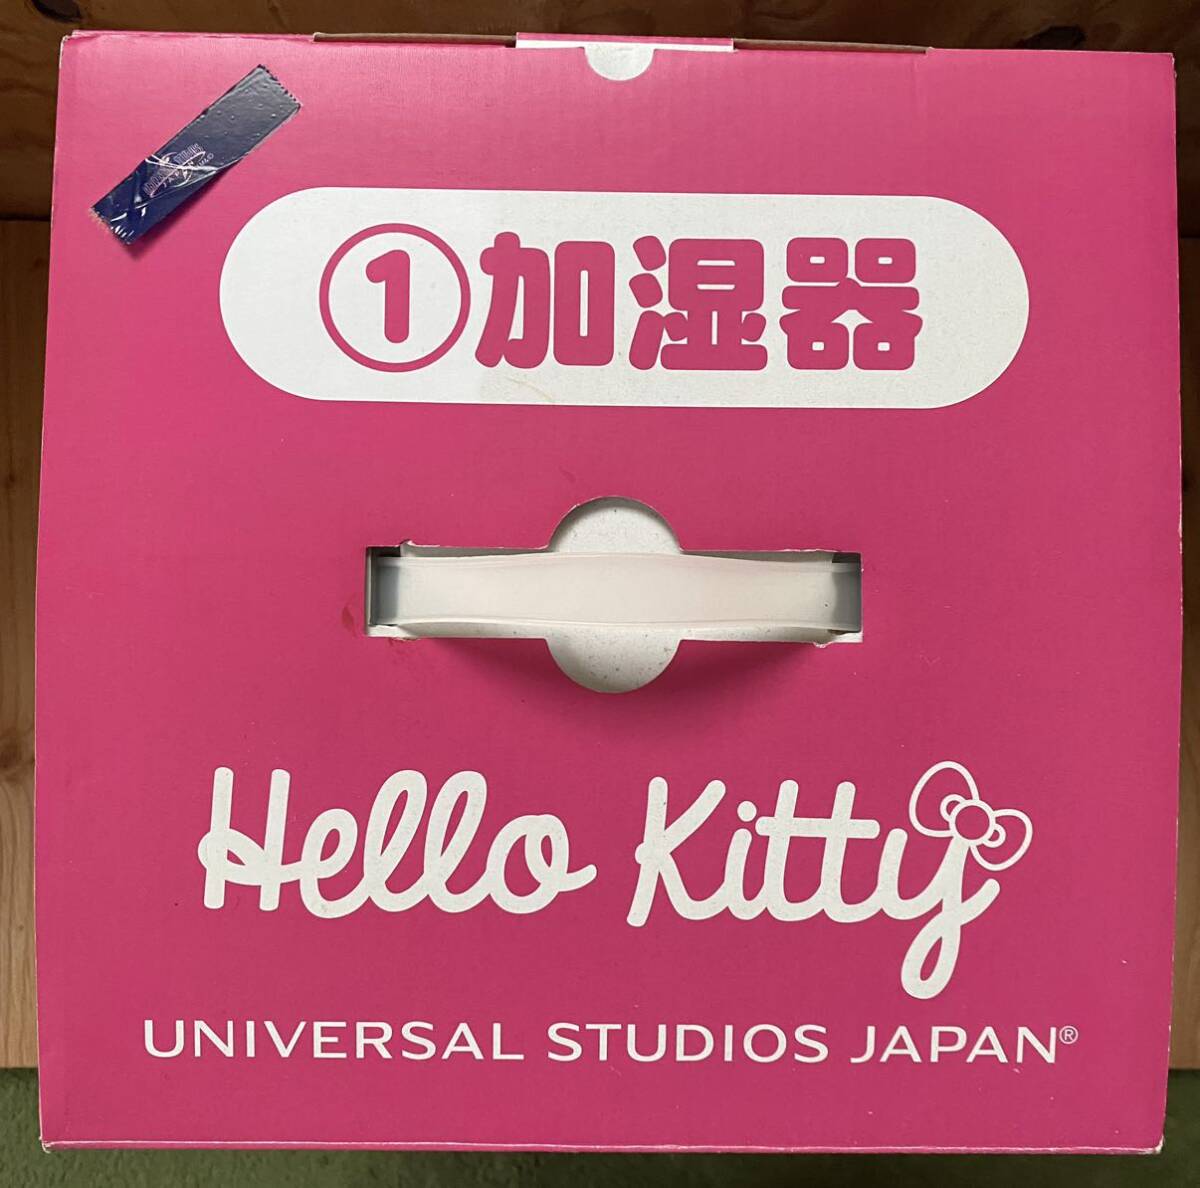 ①加湿器
Hello Kitty
UNIVERSAL STUDIOS JAPAN®